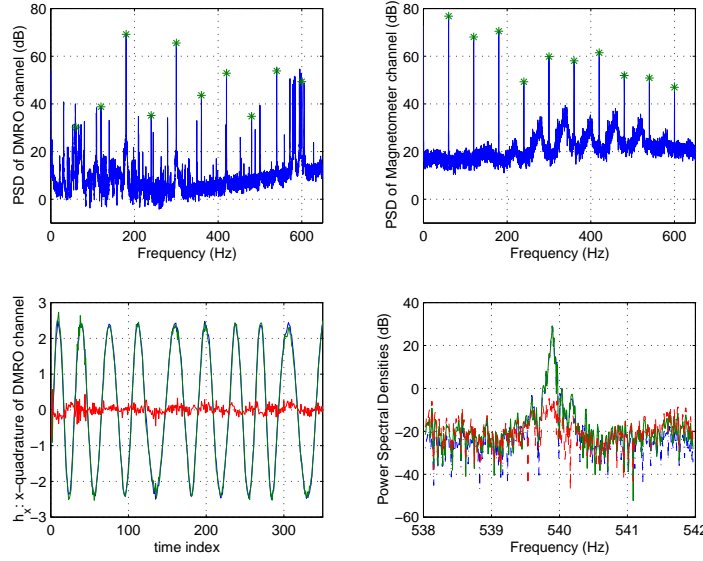 80
60
40
20
0
PSD of DMRO channel (dB)
0 200 400 600
Frequency (Hz)
80
60
40
20
0
PSD of Magnetometer channel (dB)
0 200 400 600
Frequency (Hz)
3
2
1
0
−1
−2
−3
h_x: x−quadrature of DMRO channel
0 100 200 300
time index
40
20
0
−20
−40
−60
Power Spectral Densities (dB)
538 539 540 541 542
Frequency (Hz)